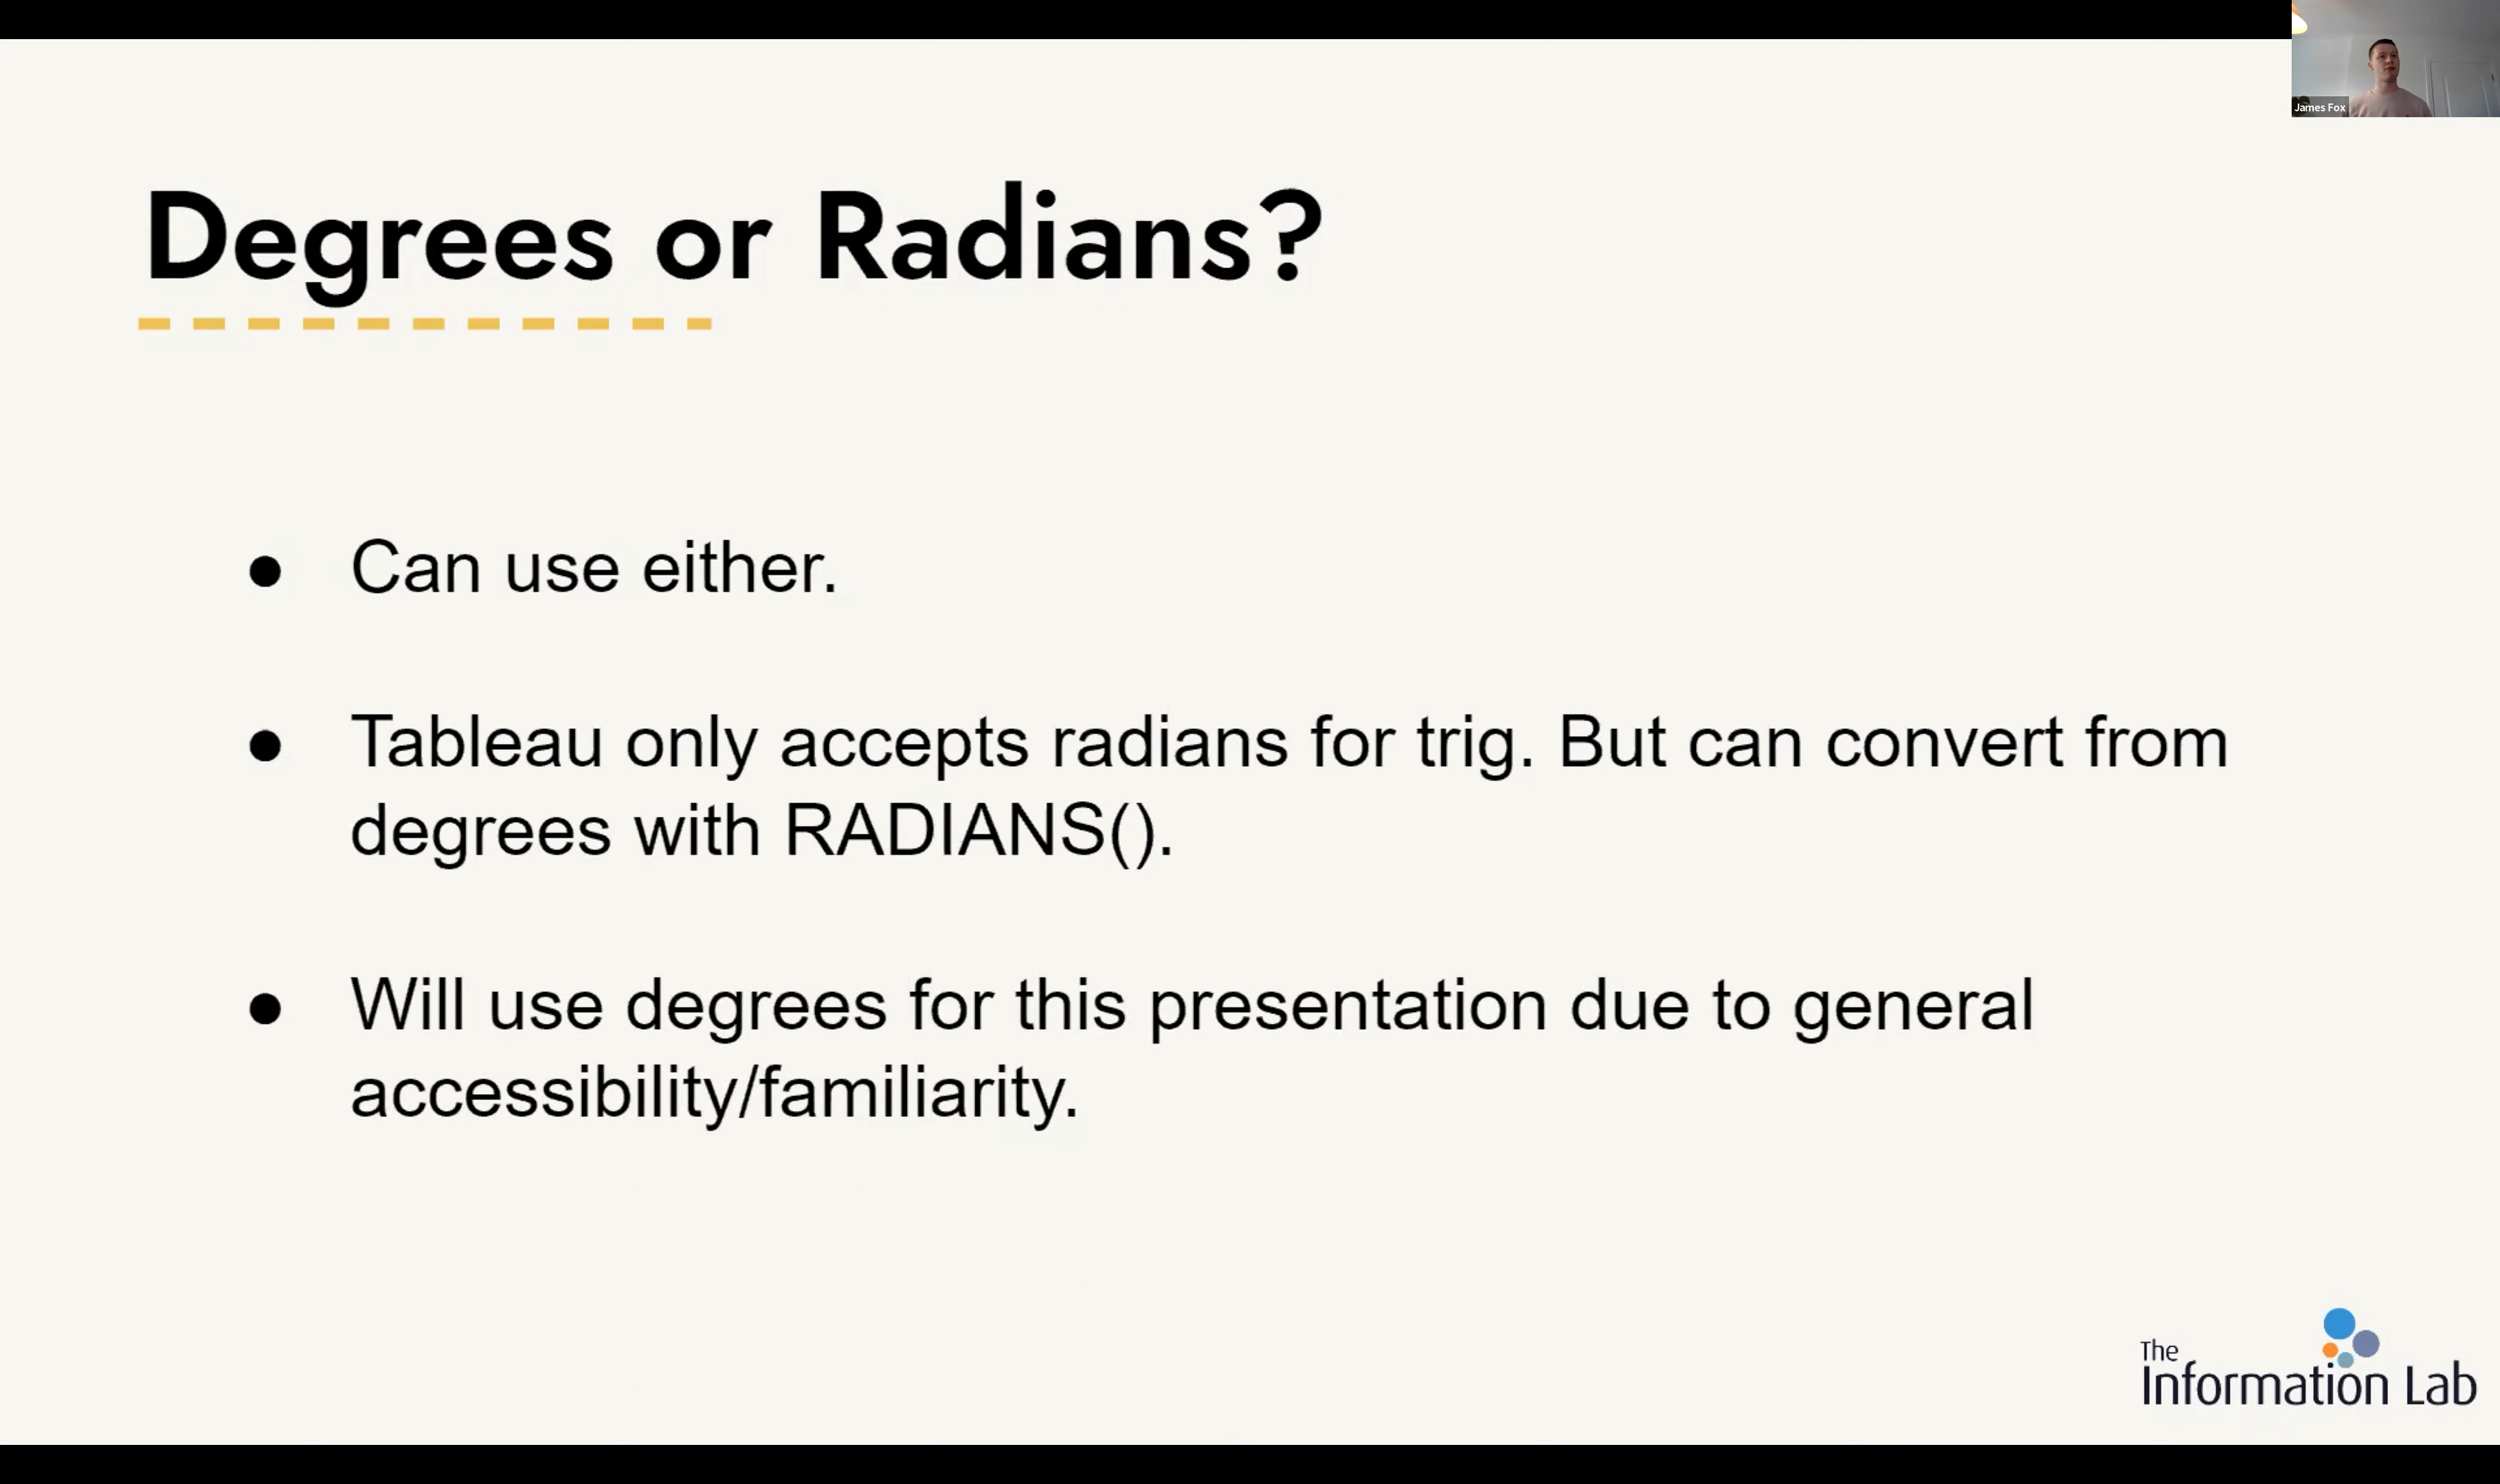 James Fox
Degrees or Radians?
● Can use either.
● Tableau only accepts radians for trig. But can convert from
degrees with RADIANS().
● Will use degrees for this presentation due to general
accessibility/familiarity.
The
Information Lab